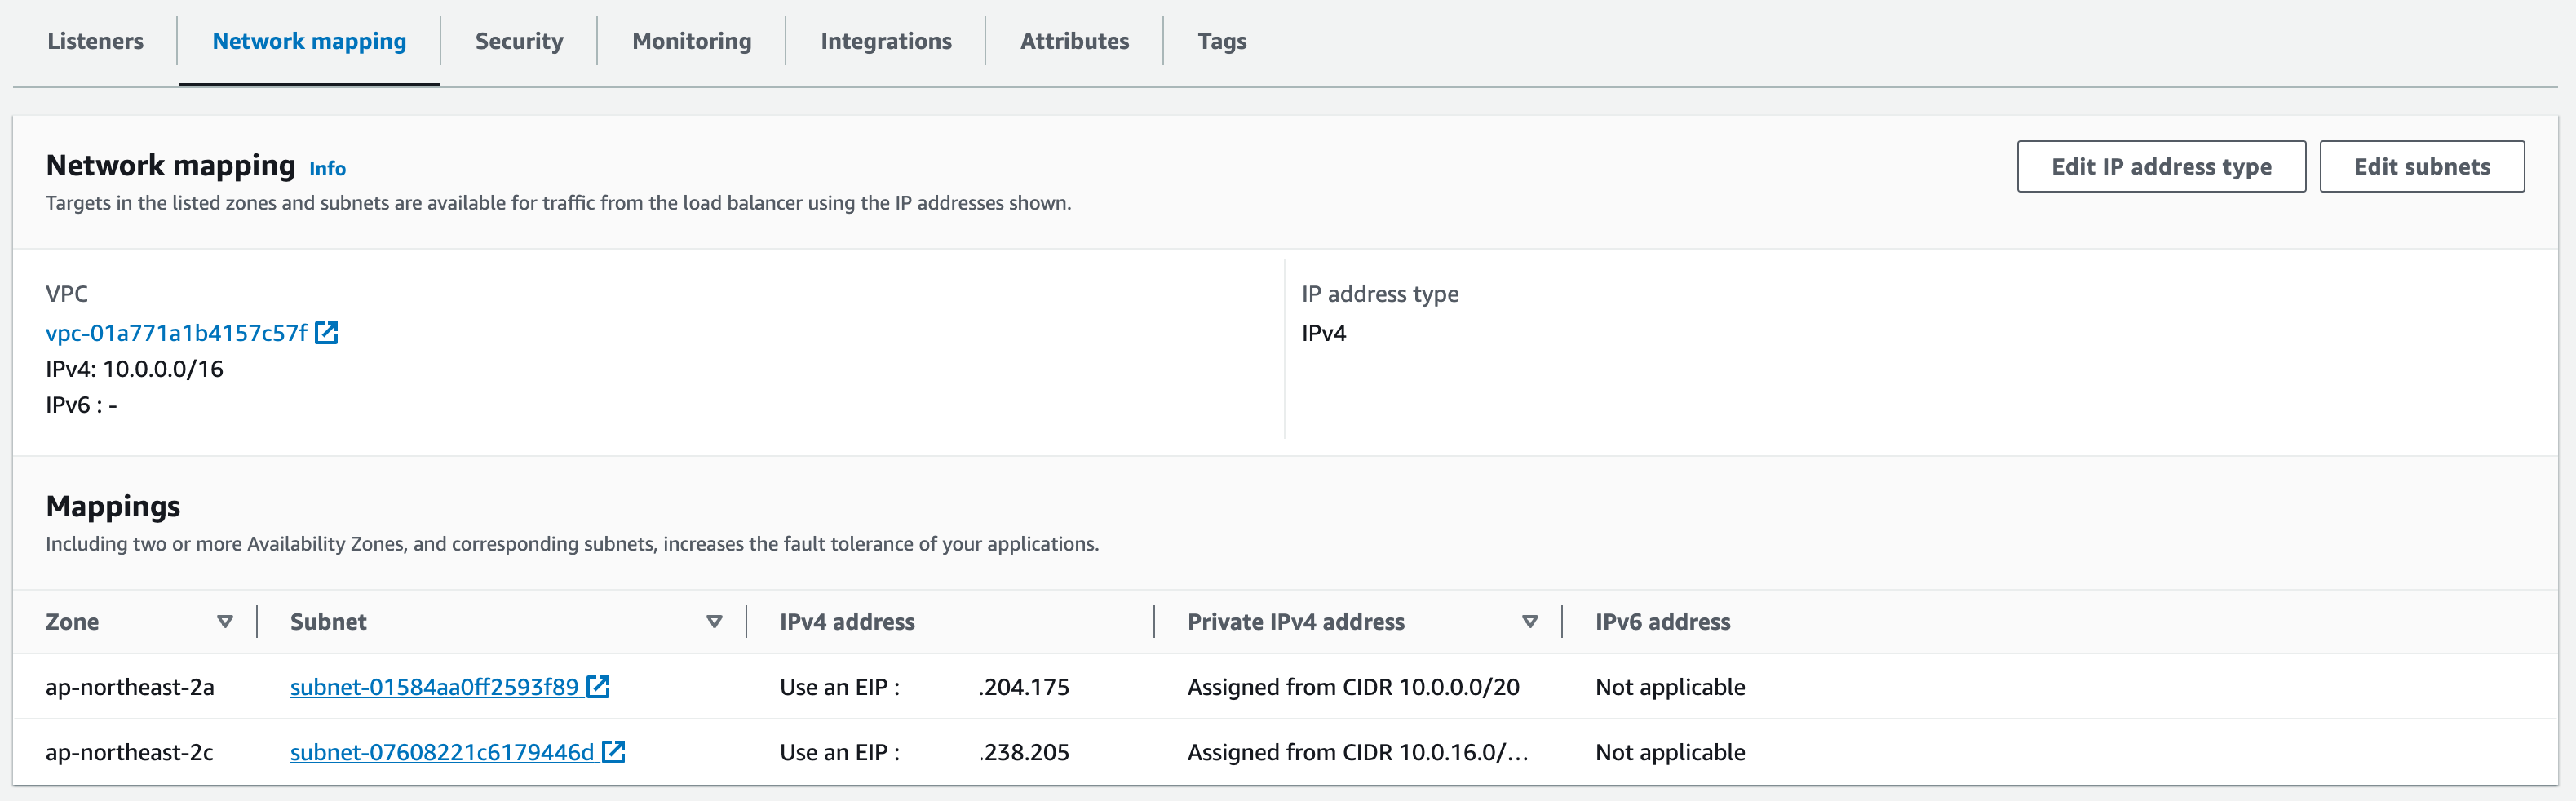 Listeners Network mapping Security Monitoring Integrations Attributes Tags
Network mapping Info
Edit IP address type Edit subnets
Targets in the listed zones and subnets are available for traffic from the load balancer using the IP addresses shown.
VPC
vpc-01a771a1b4157c57f
IPv4: 10.0.0.0/16
IPv6 : -
IP address type
IPv4
Mappings
Including two or more Availability Zones, and corresponding subnets, increases the fault tolerance of your applications.
Zone Subnet IPv4 address Private IPv4 address IPv6 address
ap-northeast-2a subnet-01584aa0ff2593f89 Use an EIP : .204.175 Assigned from CIDR 10.0.0.0/20 Not applicable
ap-northeast-2c subnet-07608221c6179446d Use an EIP : .238.205 Assigned from CIDR 10.0.16.0/... Not applicable